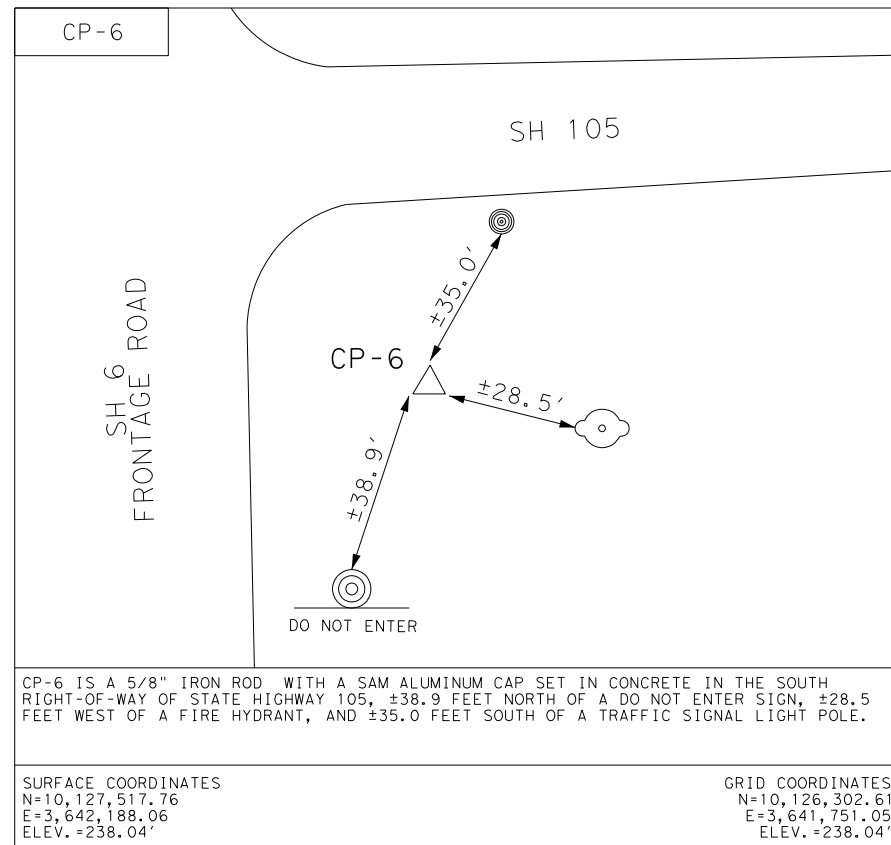 CP-6
SH 105
±35.0'
CP-6
±28.5'
SH 6
FRONTAGE ROAD
±38.9'
DO NOT ENTER
CP-6 IS A 5/8" IRON ROD WITH A SAM ALUMINUM CAP SET IN CONCRETE IN THE SOUTH
RIGHT-OF-WAY OF STATE HIGHWAY 105, ±38.9 FEET NORTH OF A DO NOT ENTER SIGN, ±28.5
FEET WEST OF A FIRE HYDRANT, AND ±35.0 FEET SOUTH OF A TRAFFIC SIGNAL LIGHT POLE.
SURFACE COORDINATES
N=10,127,517.76
E=3,642,188.06
ELEV.=238.04'
GRID COORDINATES
N=10,126,302.61
E=3,641,751.05
ELEV.=238.04'